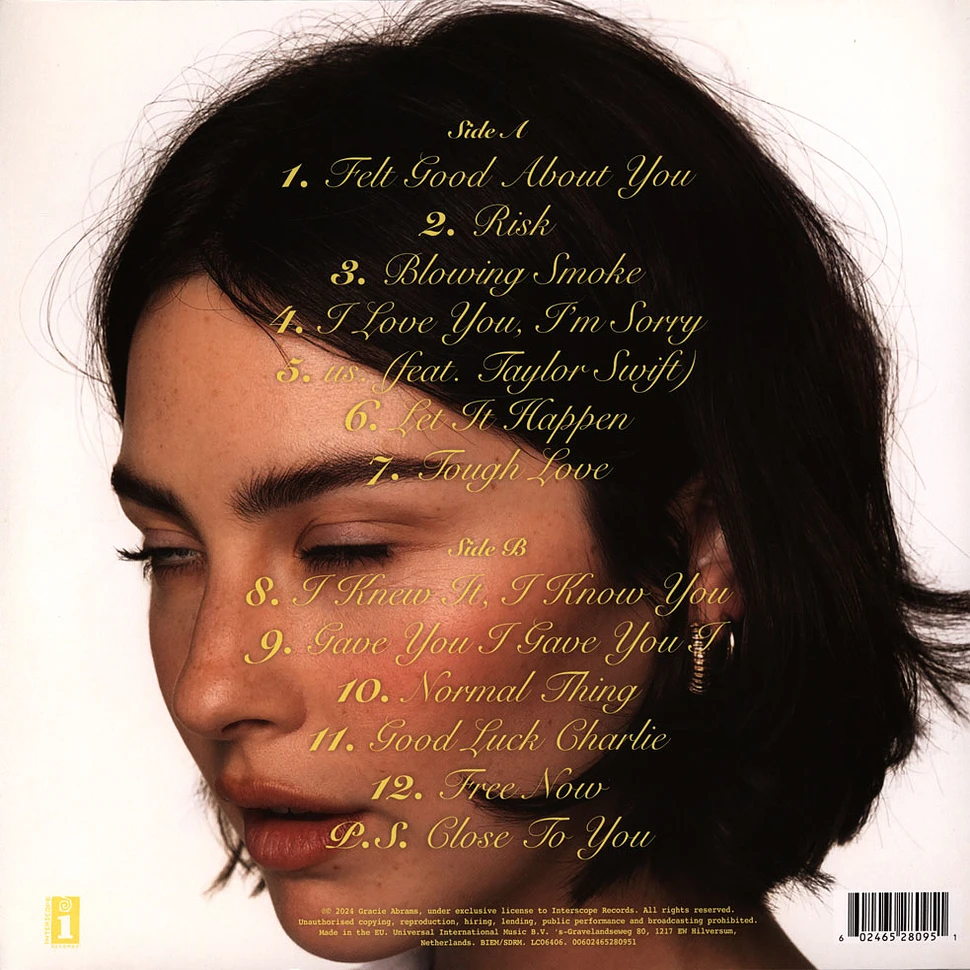 Side A
1. Felt Good About You
2. Risk
3. Blowing Smoke
4. I Love You, I'm Sorry
5. us. (feat. Taylor Swift)
6. Let It Happen
7. Tough Love
Side B
8. I Knew It, I Know You
9. Gave You I Gave You I
10. Normal Thing
11. Good Luck Charlie
12. Free Now
P.S. Close To You
INTERSCOPE
i
RECORDS
℗© 2024 Gracie Abrams, under exclusive license to Interscope Records. All rights reserved.
Unauthorised copying, reproduction, hiring, lending, public performance and broadcasting prohibited.
Made in the EU. Universal International Music B.V. 's-Gravelandseweg 80, 1217 EW Hilversum,
Netherlands. BIEM/SDRM. LC06406. 00602465280951
6 02465 28095 1